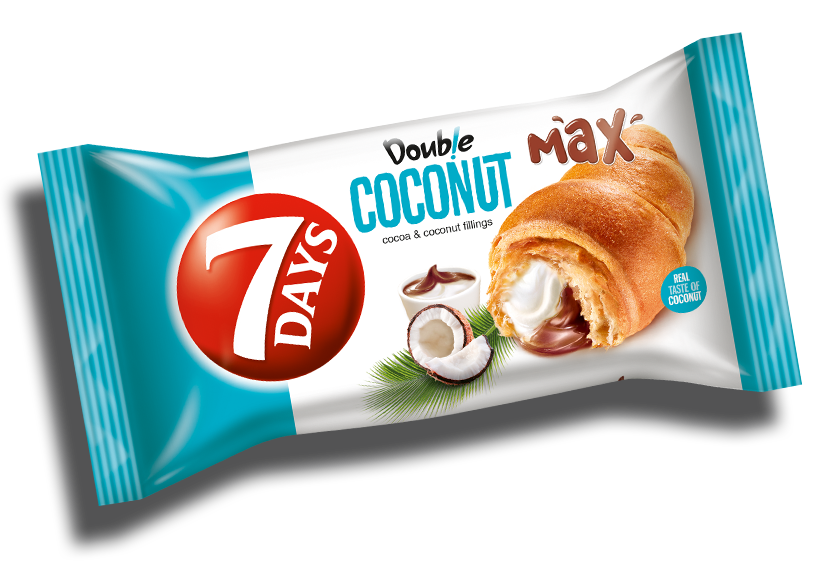 7
DAYS
Double
COCONUT
cocoa & coconut fillings
MaX
REAL
TASTE OF
COCONUT